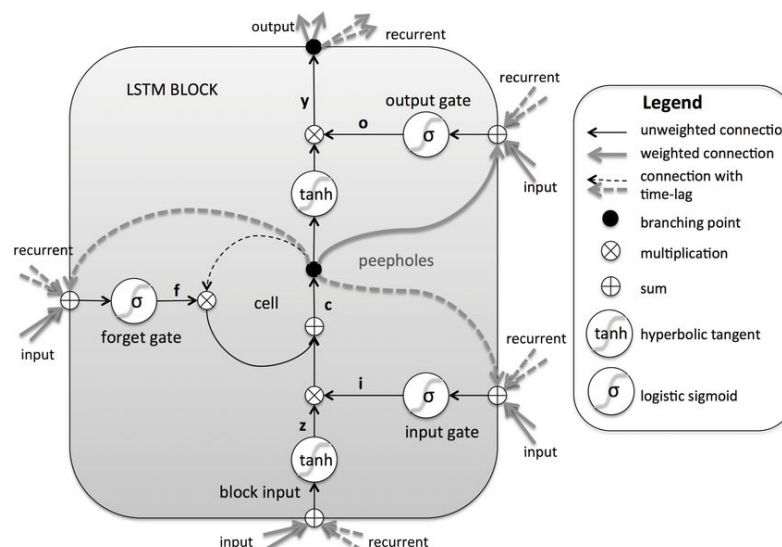 output
recurrent
LSTM BLOCK
y
output gate
o
σ
recurrent
input
tanh
recurrent
peepholes
f
σ
cell
c
forget gate
input
i
σ
input gate
recurrent
input
z
tanh
block input
input
recurrent
Legend
unweighted connectio
weighted connection
connection with
time-lag
branching point
multiplication
sum
tanh
hyperbolic tangent
σ
logistic sigmoid